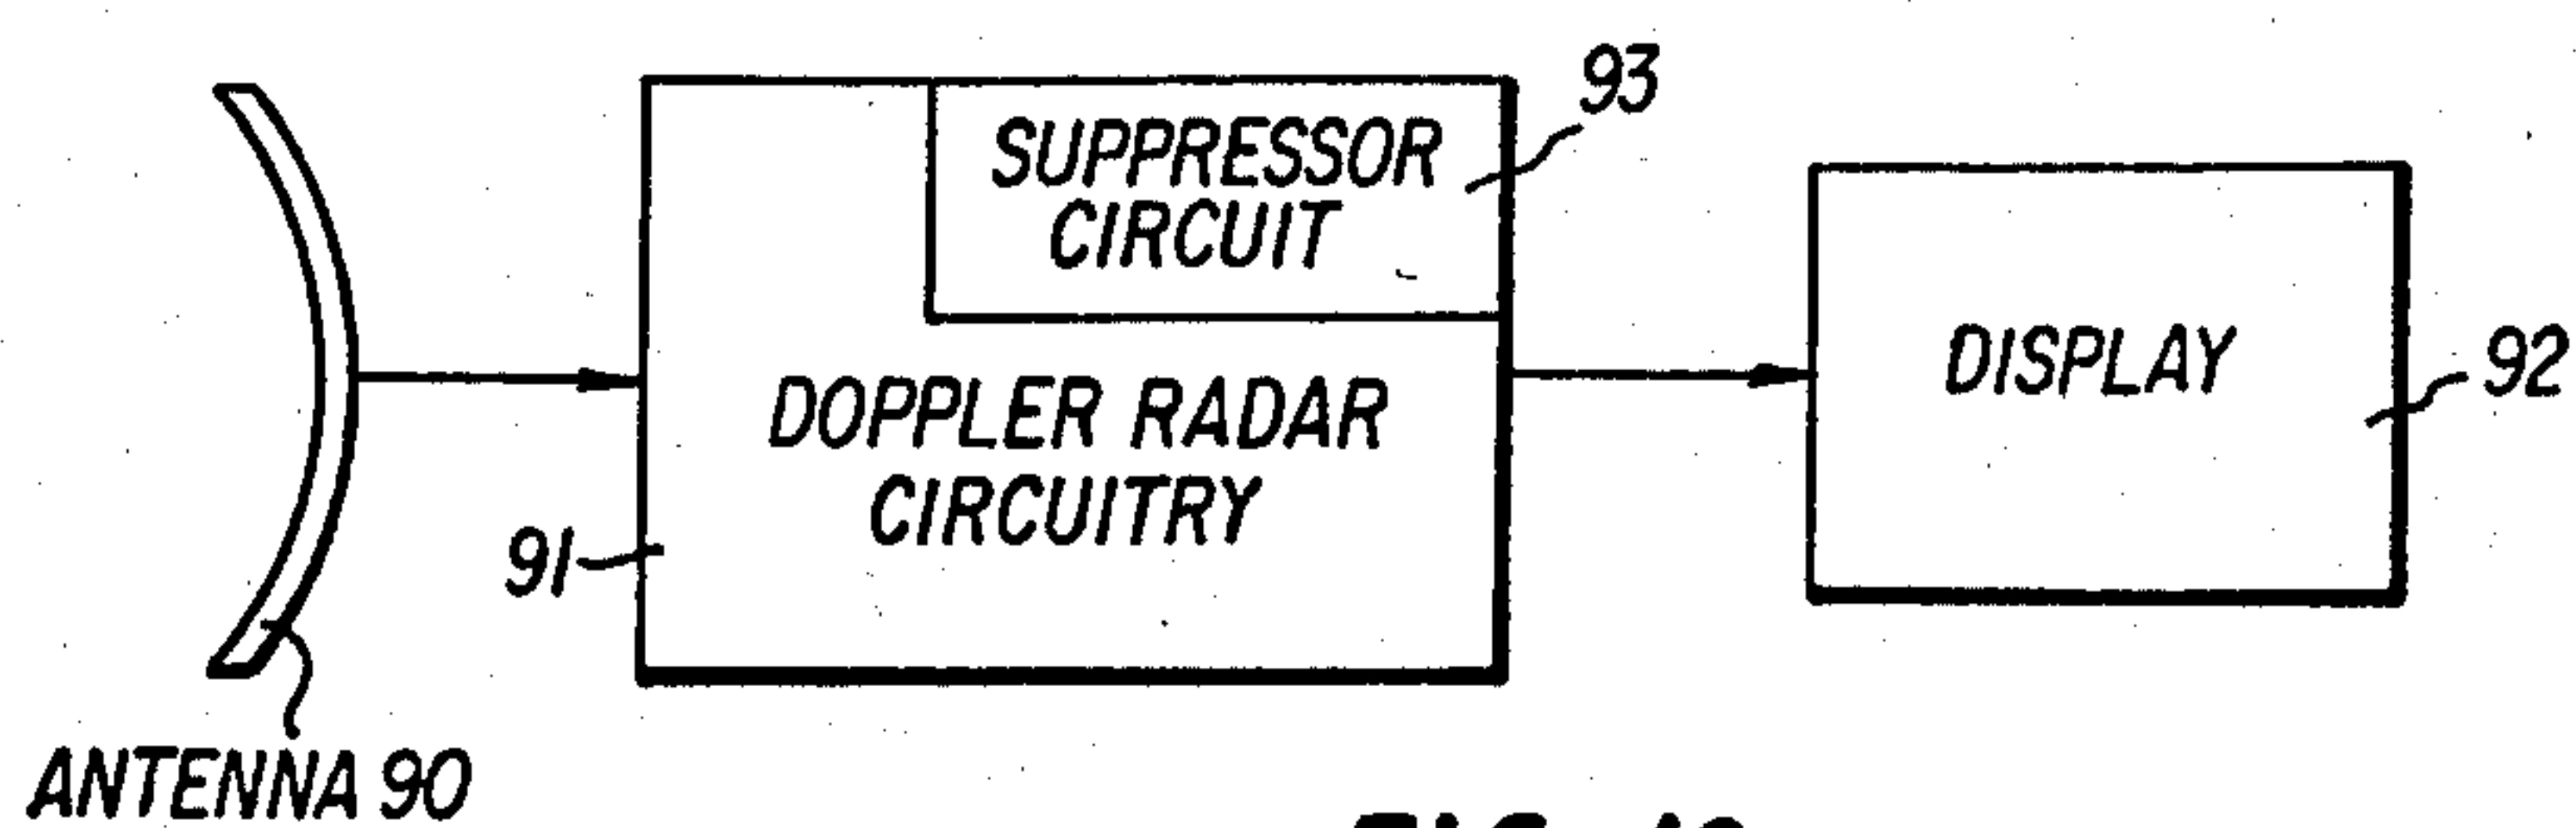 93
SUPPRESSOR
CIRCUIT
DISPLAY
92
DOPPLER RADAR
CIRCUITRY
91
ANTENNA 90